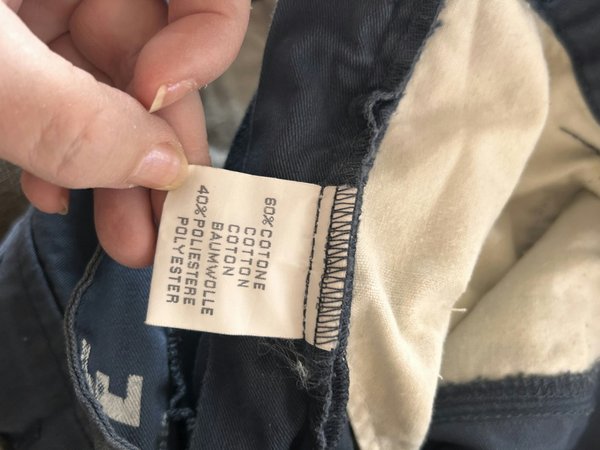 60% COTONE
COTTON
COTON
BAUMWOLLE
40% POLIESTERE
POLYESTER